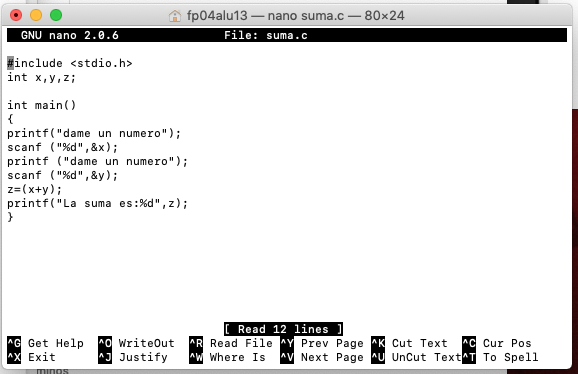 fp04alu13 — nano suma.c — 80×24
GNU nano 2.0.6 File: suma.c
#include <stdio.h>
int x,y,z;
int main()
{
printf("dame un numero");
scanf ("%d",&x);
printf ("dame un numero");
scanf ("%d",&y);
z=(x+y);
printf("La suma es:%d",z);
}
[ Read 12 lines ]
^G Get Help ^O WriteOut ^R Read File ^Y Prev Page ^K Cut Text ^C Cur Pos
^X Exit ^J Justify ^W Where Is ^V Next Page ^U UnCut Text ^T To Spell
minos